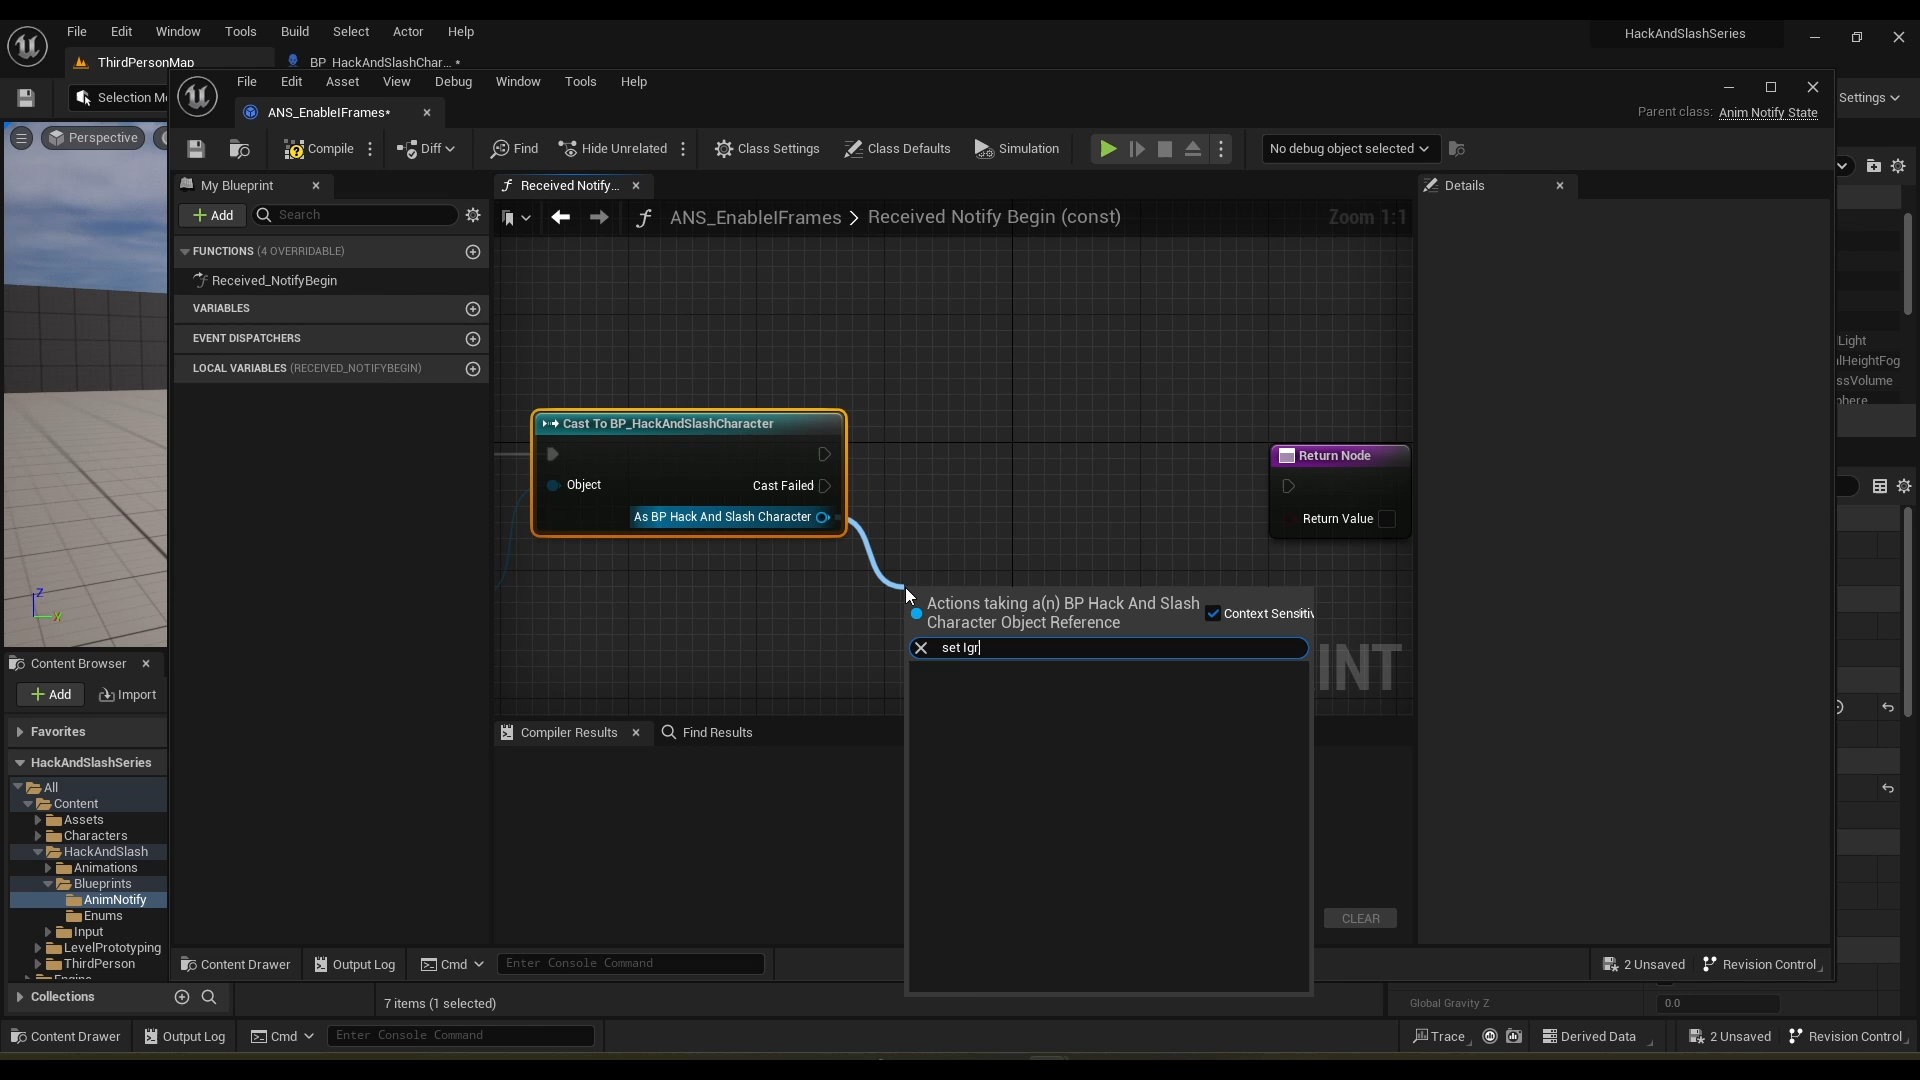 File Edit Window Tools Build Select Actor Help
HackAndSlashSeries
ThirdPersonMap
BP_HackAndSlashChar... *
File Edit Asset View Debug Window Tools Help
ANS_EnableIFrames*
Parent class: Anim Notify State
Selection Mo
Settings
Perspective
Compile Diff Find Hide Unrelated Class Settings Class Defaults Simulation No debug object selected
My Blueprint
Received Notify...
Details
Add Search
ANS_EnableIFrames > Received Notify Begin (const)
Zoom 1:1
FUNCTIONS (4 OVERRIDABLE)
Received_NotifyBegin
VARIABLES
EVENT DISPATCHERS
LOCAL VARIABLES (RECEIVED_NOTIFYBEGIN)
Light
lHeightFog
ssVolume
phere
Cast To BP_HackAndSlashCharacter
Object
Cast Failed
As BP Hack And Slash Character
Return Node
Return Value
Z
Y
Actions taking a(n) BP Hack And Slash
Character Object Reference
Context Sensitiv
set Igr
INT
Content Browser
Add Import
Favorites
HackAndSlashSeries
All
Content
Assets
Characters
HackAndSlash
Animations
Blueprints
AnimNotify
Enums
Input
LevelPrototyping
ThirdPerson
Engine
Collections
Compiler Results
Find Results
CLEAR
Content Drawer Output Log Cmd Enter Console Command
2 Unsaved Revision Control
7 items (1 selected)
Global Gravity Z 0.0
Content Drawer Output Log Cmd Enter Console Command
Trace Derived Data 2 Unsaved Revision Control